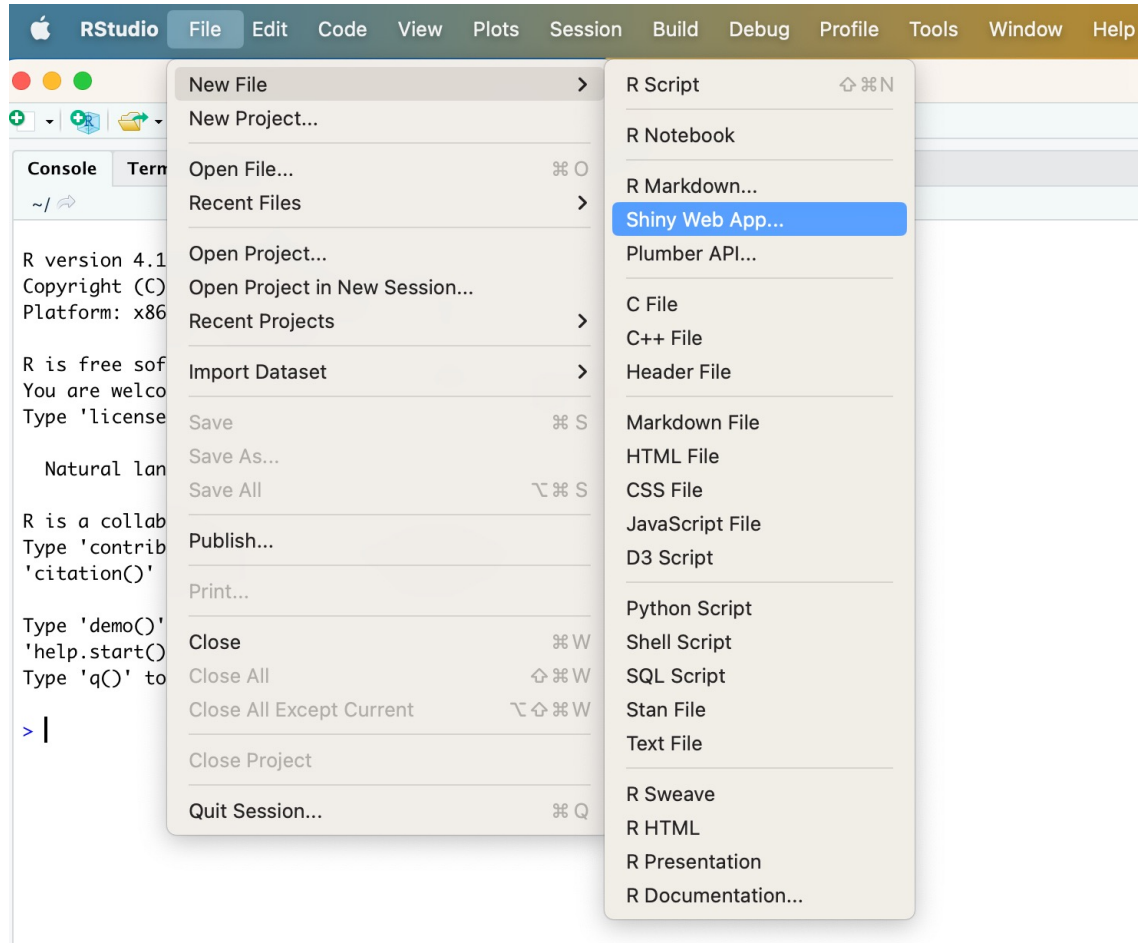 RStudio File Edit Code View Plots Session Build Debug Profile Tools Window Help
New File
New Project...
Open File... ⌘ O
Recent Files
Open Project...
Open Project in New Session...
Recent Projects
Import Dataset
Save ⌘ S
Save As...
Save All ⌥⌘ S
Publish...
Print...
Close ⌘W
Close All ⇧⌘W
Close All Except Current ⌥⇧⌘W
Close Project
Quit Session... ⌘Q
R Script ⇧⌘N
R Notebook
R Markdown...
Shiny Web App...
Plumber API...
C File
C++ File
Header File
Markdown File
HTML File
CSS File
JavaScript File
D3 Script
Python Script
Shell Script
SQL Script
Stan File
Text File
R Sweave
R HTML
R Presentation
R Documentation...
Console Term
~/
R version 4.1
Copyright (C)
Platform: x86
R is free sof
You are welco
Type 'license
Natural lan
R is a collab
Type 'contrib
'citation()'
Type 'demo()'
'help.start()
Type 'q()' to
>